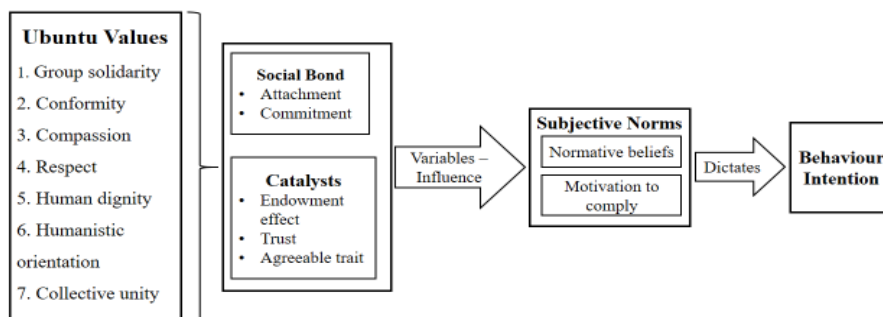 Ubuntu Values
1. Group solidarity
2. Conformity
3. Compassion
4. Respect
5. Human dignity
6. Humanistic
orientation
7. Collective unity
Social Bond
• Attachment
• Commitment
Catalysts
• Endowment
effect
• Trust
• Agreeable trait
Variables –
Influence
Subjective Norms
Normative beliefs
Motivation to
comply
Dictates
Behaviour
Intention